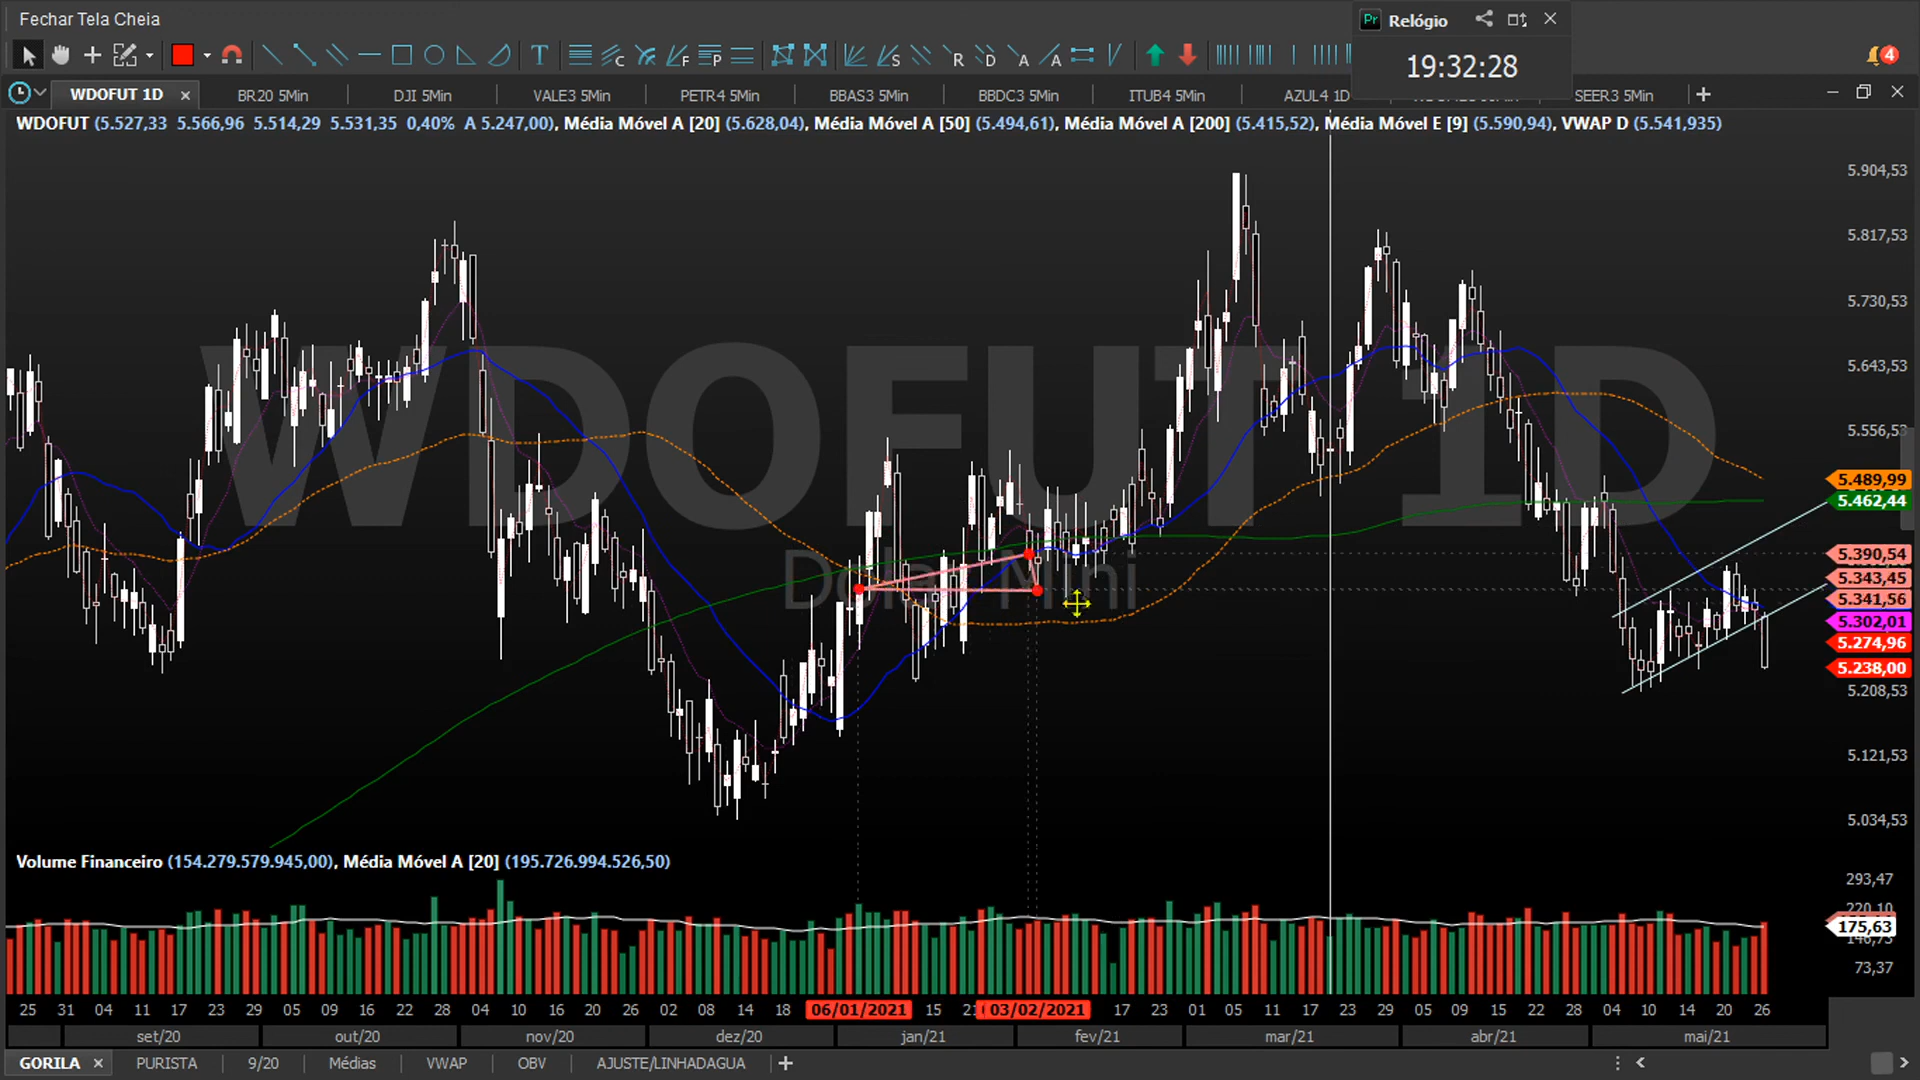 Fechar Tela Cheia
Pr Relógio
19:32:28
4
WDOFUT 1D
BR20 5Min
DJI 5Min
VALE3 5Min
PETR4 5Min
BBAS3 5Min
BBDC3 5Min
ITUB4 5Min
AZUL4 1D
SEER3 5Min
WDOFUT (5.527,33 5.566,96 5.514,29 5.531,35 0,40% A 5.247,00), Média Móvel A [20] (5.628,04), Média Móvel A [50] (5.494,61), Média Móvel A [200] (5.415,52), Média Móvel E [9] (5.590,94), VWAP D (5.541,935)
WDOFUT 1D
Dólar Mini
5.904,53
5.817,53
5.730,53
5.643,53
5.556,53
5.489,99
5.462,44
5.390,54
5.343,45
5.341,56
5.302,01
5.274,96
5.238,00
5.208,53
5.121,53
5.034,53
Volume Financeiro (154.279.579.945,00), Média Móvel A [20] (195.726.994.526,50)
293,47
220,10
175,63
146,73
73,37
25 31 04 11 17 23 29 05 09 16 22 28 04 10 16 20 26 02 08 14 18 06/01/2021 15 21 03/02/2021 17 23 01 05 11 17 23 29 05 09 15 22 28 04 10 14 20 26
set/20 out/20 nov/20 dez/20 jan/21 fev/21 mar/21 abr/21 mai/21
GORILA PURISTA 9/20 Médias VWAP OBV AJUSTE/LINHADAGUA